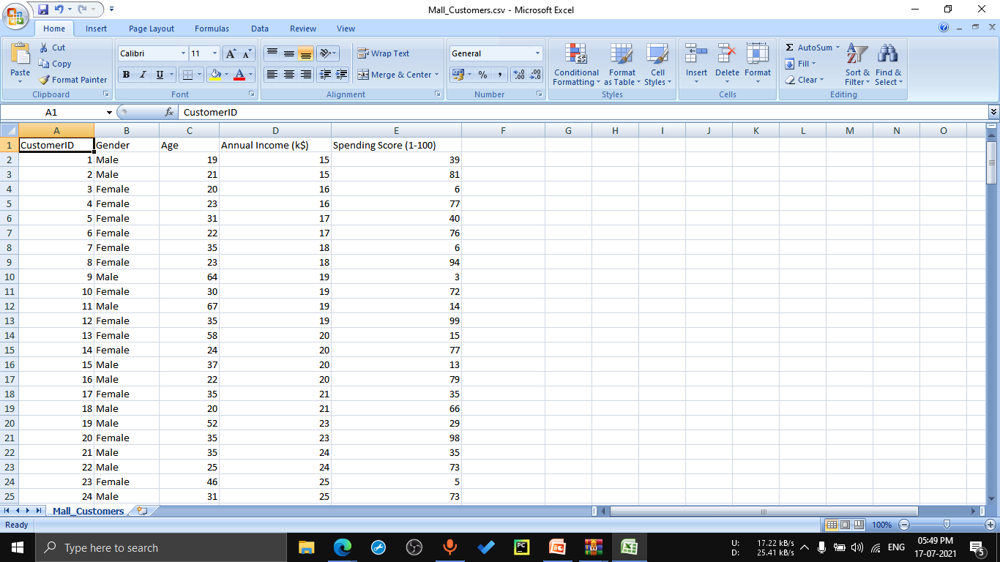 Mall_Customers.csv - Microsoft Excel
Home Insert Page Layout Formulas Data Review View
Paste
Cut
Copy
Format Painter
Clipboard
Calibri 11
B I U
Font
Wrap Text
Merge & Center
Alignment
General
% ,
Number
Conditional Formatting
Format as Table
Cell Styles
Styles
Insert Delete Format
Cells
Σ AutoSum
Fill
Clear
Sort & Filter
Find & Select
Editing
A1 fx CustomerID
A B C D E F G H I J K L M N O
1 CustomerID Gender Age Annual Income (k$) Spending Score (1-100)
2 1 Male 19 15 39
3 2 Male 21 15 81
4 3 Female 20 16 6
5 4 Female 23 16 77
6 5 Female 31 17 40
7 6 Female 22 17 76
8 7 Female 35 18 6
9 8 Female 23 18 94
10 9 Male 64 19 3
11 10 Female 30 19 72
12 11 Male 67 19 14
13 12 Female 35 19 99
14 13 Female 58 20 15
15 14 Female 24 20 77
16 15 Male 37 20 13
17 16 Male 22 20 79
18 17 Female 35 21 35
19 18 Male 20 21 66
20 19 Male 52 23 29
21 20 Female 35 23 98
22 21 Male 35 24 35
23 22 Male 25 24 73
24 23 Female 46 25 5
25 24 Male 31 25 73
Mall_Customers
Ready 100%
Type here to search
PC
U: 17.22 kB/s
D: 25.41 kB/s
ENG
05:49 PM
17-07-2021
5